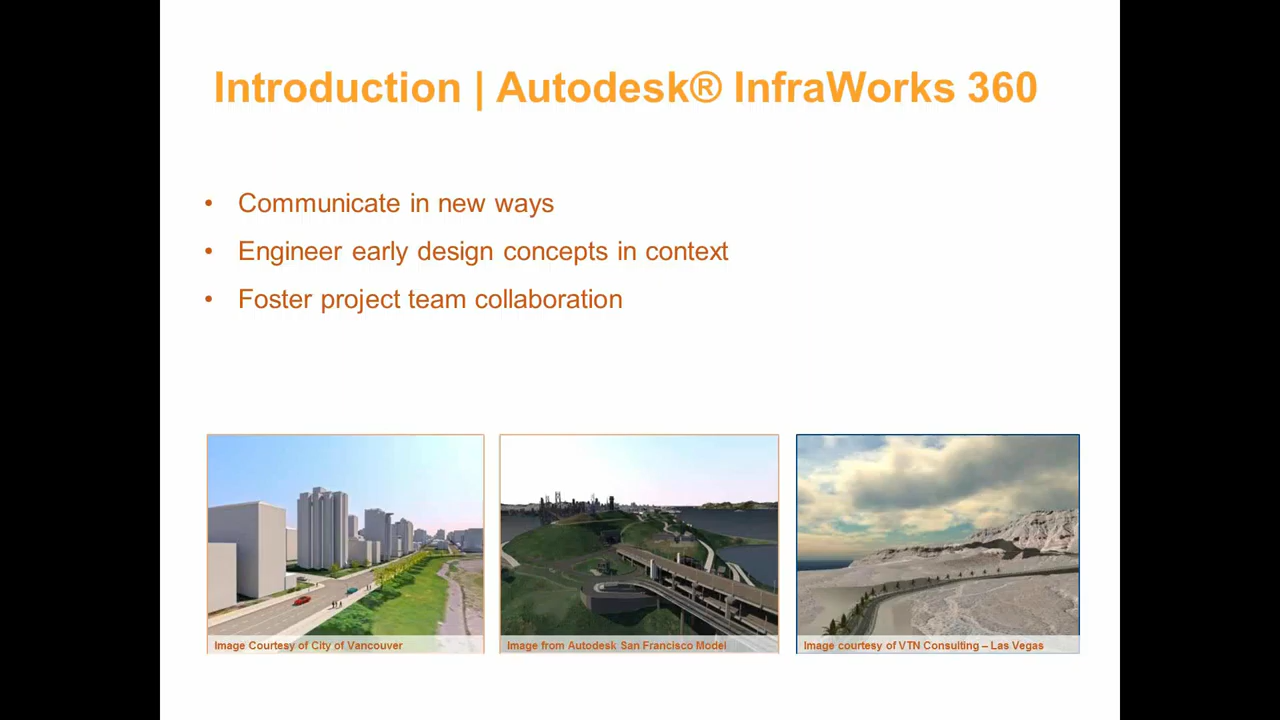 Introduction | Autodesk® InfraWorks 360
• Communicate in new ways
• Engineer early design concepts in context
• Foster project team collaboration
Image Courtesy of City of Vancouver
Image from Autodesk San Francisco Model
Image courtesy of VTN Consulting – Las Vegas